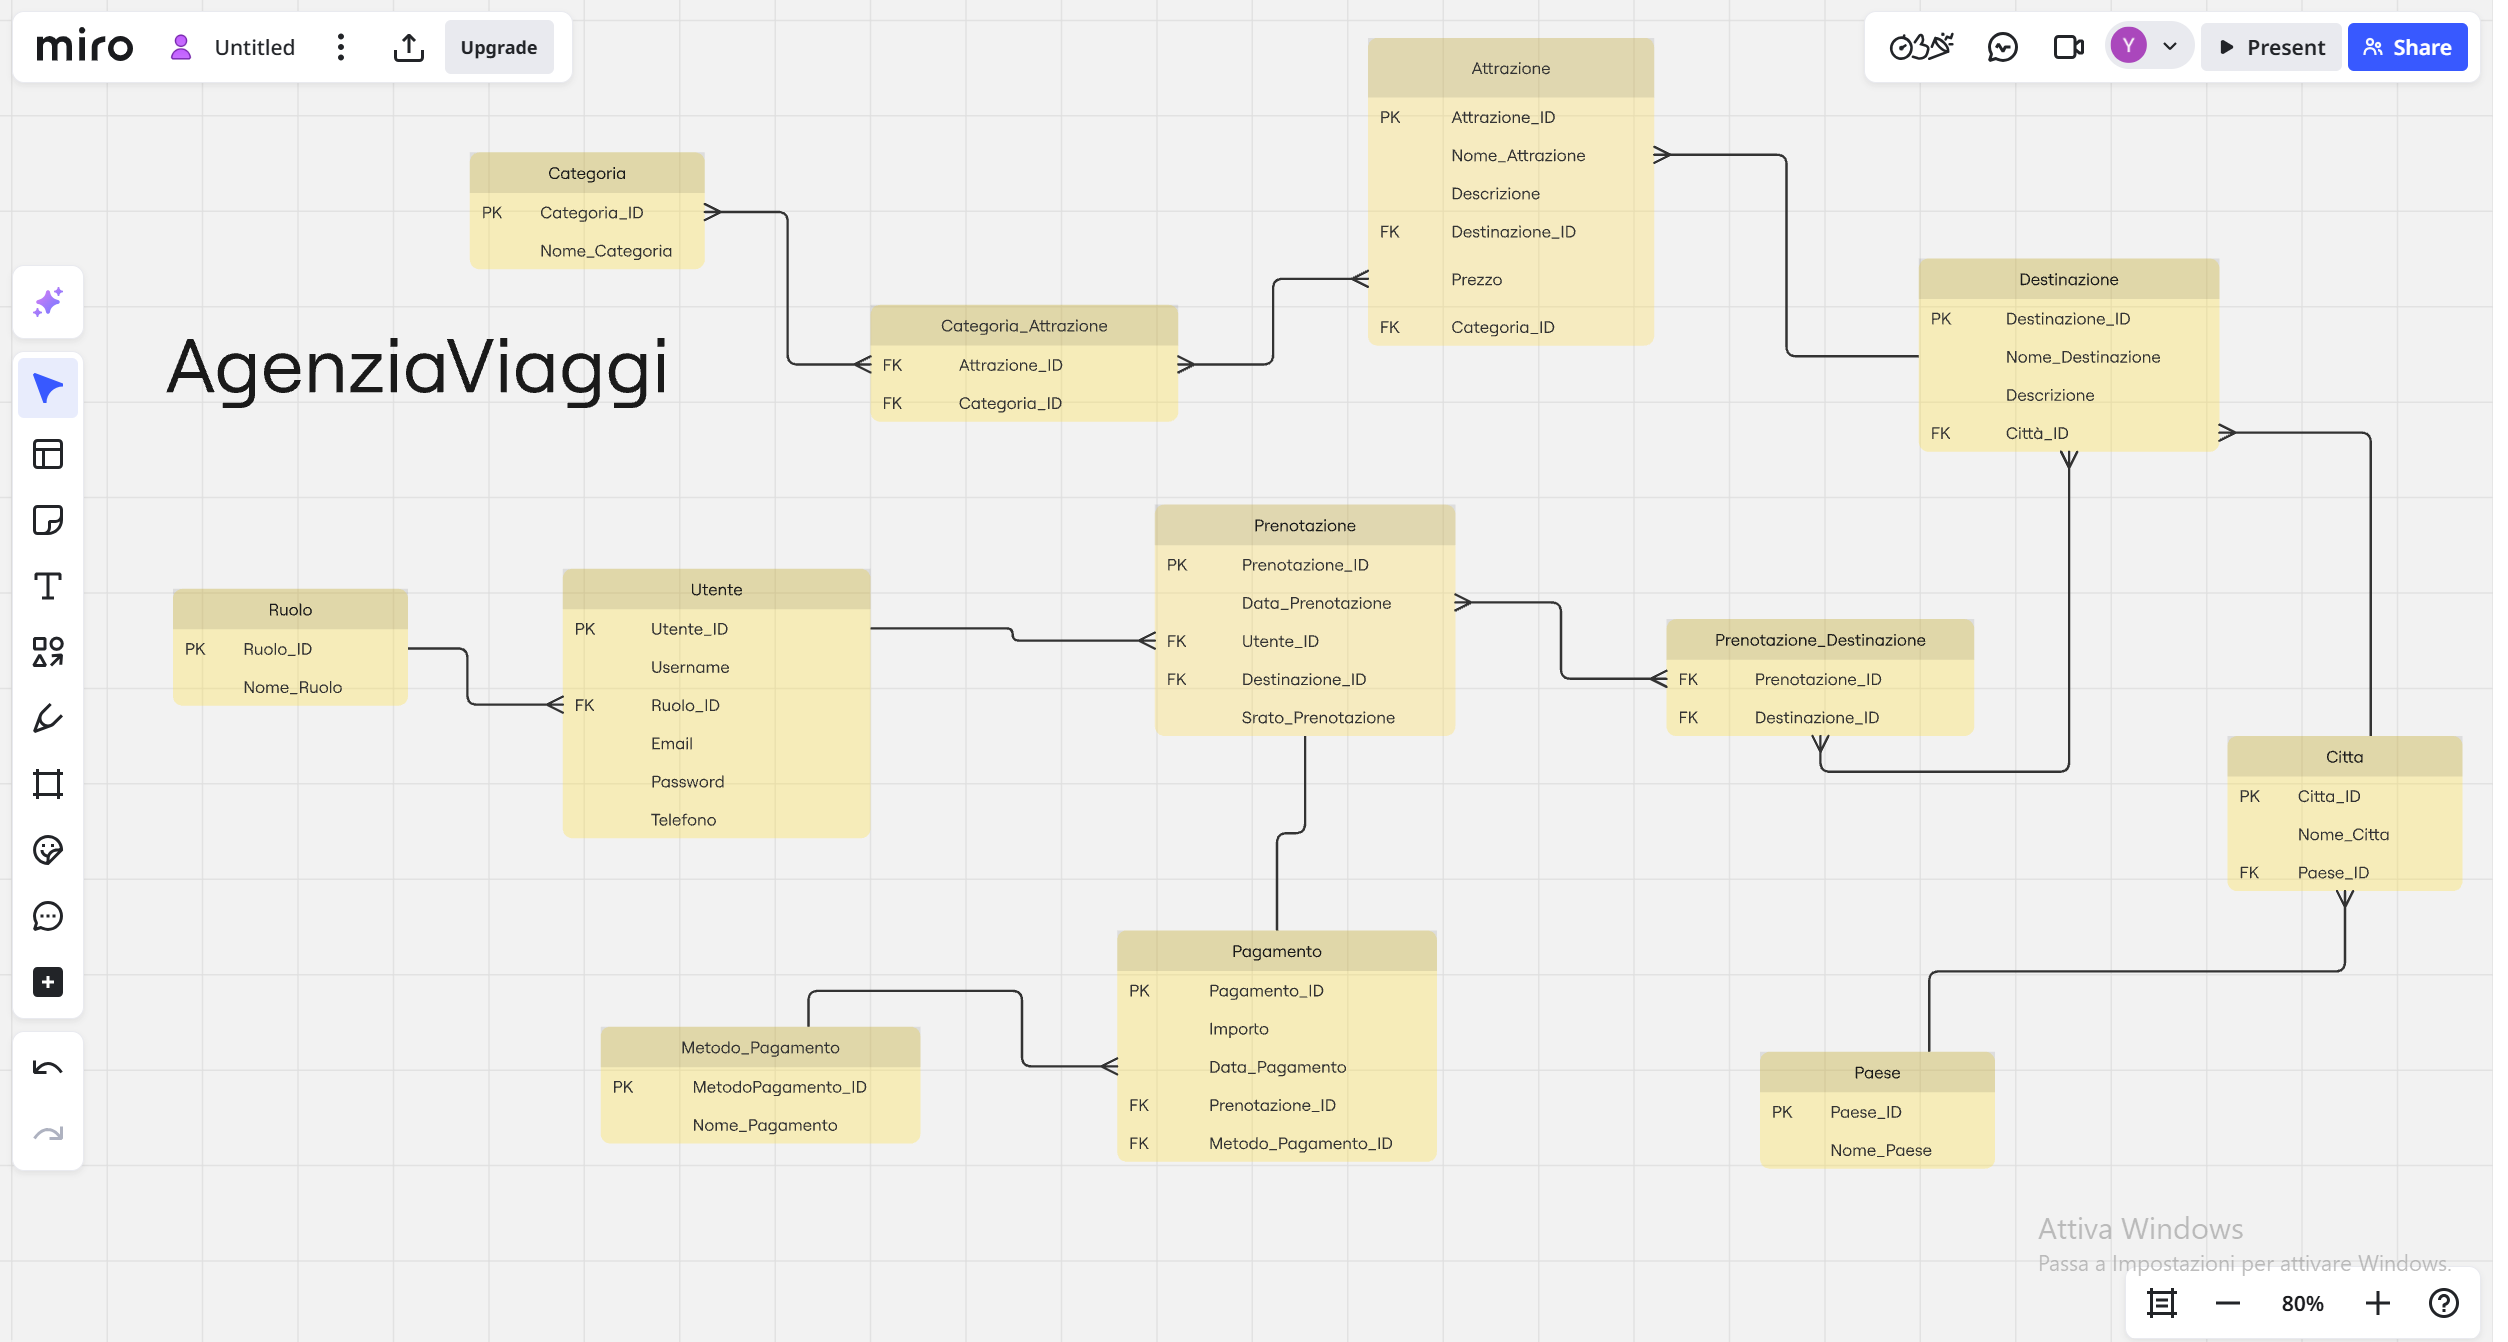 miro
Untitled
Upgrade
Y
Present
Share
AgenziaViaggi
Categoria
PK Categoria_ID
Nome_Categoria
Categoria_Attrazione
FK Attrazione_ID
FK Categoria_ID
Attrazione
PK Attrazione_ID
Nome_Attrazione
Descrizione
FK Destinazione_ID
Prezzo
FK Categoria_ID
Destinazione
PK Destinazione_ID
Nome_Destinazione
Descrizione
FK Città_ID
Ruolo
PK Ruolo_ID
Nome_Ruolo
Utente
PK Utente_ID
Username
FK Ruolo_ID
Email
Password
Telefono
Prenotazione
PK Prenotazione_ID
Data_Prenotazione
FK Utente_ID
FK Destinazione_ID
Srato_Prenotazione
Prenotazione_Destinazione
FK Prenotazione_ID
FK Destinazione_ID
Citta
PK Citta_ID
Nome_Citta
FK Paese_ID
Metodo_Pagamento
PK MetodoPagamento_ID
Nome_Pagamento
Pagamento
PK Pagamento_ID
Importo
Data_Pagamento
FK Prenotazione_ID
FK Metodo_Pagamento_ID
Paese
PK Paese_ID
Nome_Paese
Attiva Windows
Passa a Impostazioni per attivare Windows.
80%